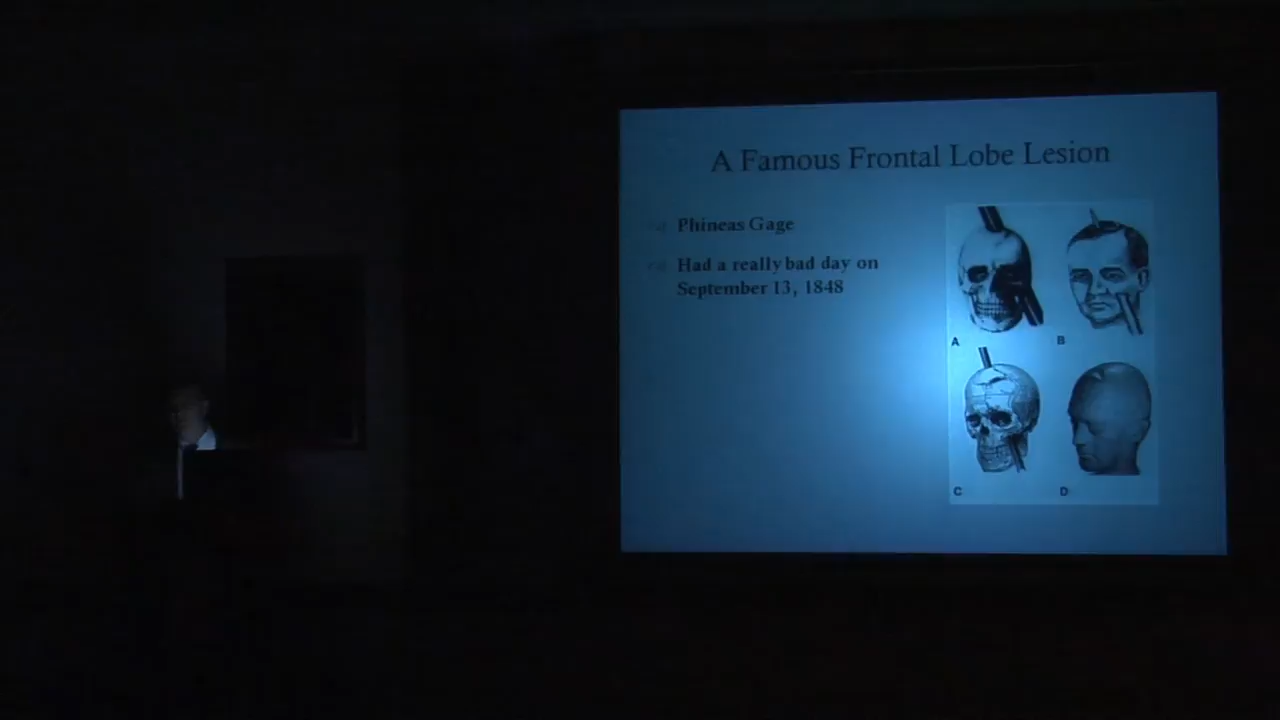 A Famous Frontal Lobe Lesion
Phineas Gage
Had a really bad day on
September 13, 1848
A
B
C
D